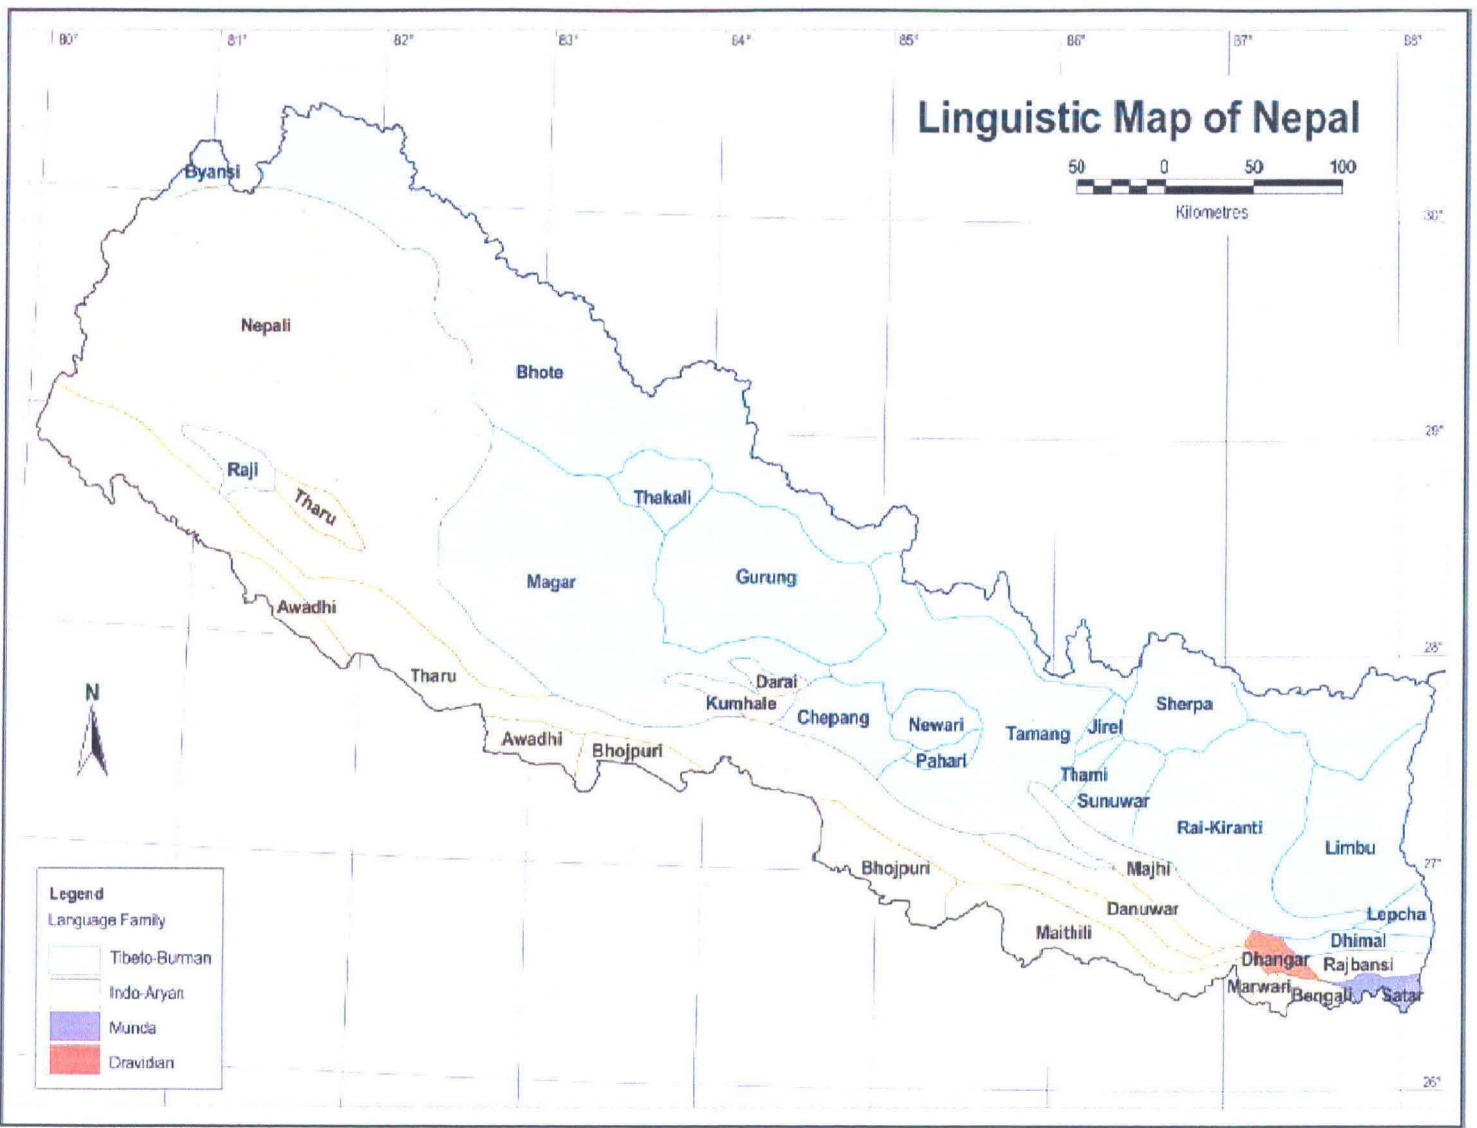 80° 81° 82° 83° 84° 85° 86° 87° 88°
Linguistic Map of Nepal
50 0 50 100
Kilometres
30°
29°
28°
27°
26°
Byansi
Nepali
Bhote
Raji
Tharu
Thakali
Magar
Gurung
Awadhi
Tharu
Darai
Kumhale
Chepang
Newari
Pahari
Tamang
Jirel
Sherpa
Awadhi
Bhojpuri
Thami
Sunuwar
Rai-Kiranti
Limbu
Bhojpuri
Majhi
Danuwar
Maithili
Lepcha
Dhimal
Dhangar
Rajbansi
Marwari
Bengali
Satar
N
Legend
Language Family
Tibeto-Burman
Indo-Aryan
Munda
Dravidian